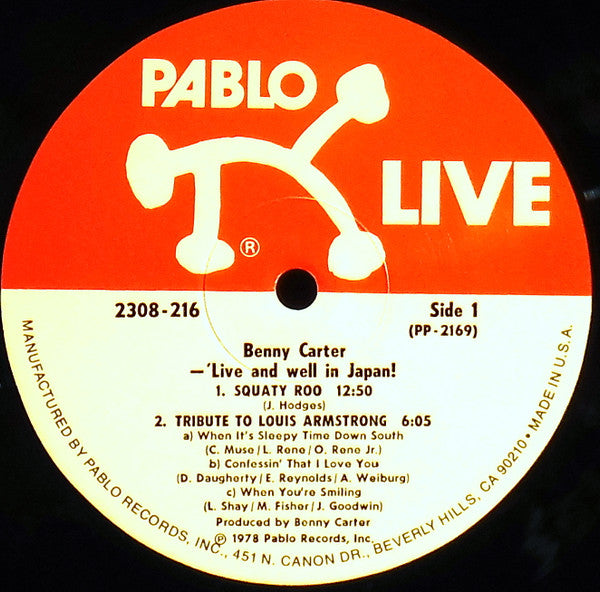 PABLO
LIVE
®
2308-216
Side 1
(PP-2169)
Benny Carter
—'Live and well in Japan!
1. SQUATY ROO 12:50
(J. Hodges)
2. TRIBUTE TO LOUIS ARMSTRONG 6:05
a) When It's Sleepy Time Down South
(C. Muse/L. Rene/O. Rene Jr.)
b) Confessin' That I Love You
(D. Daugherty/E. Reynolds/A. Weiburg)
c) When You're Smiling
(L. Shay/M. Fisher/J. Goodwin)
Produced by Benny Carter
℗ 1978 Pablo Records, Inc.
MANUFACTURED BY PABLO RECORDS, INC., 451 N. CANON DR., BEVERLY HILLS, CA 90210 • MADE IN U.S.A.